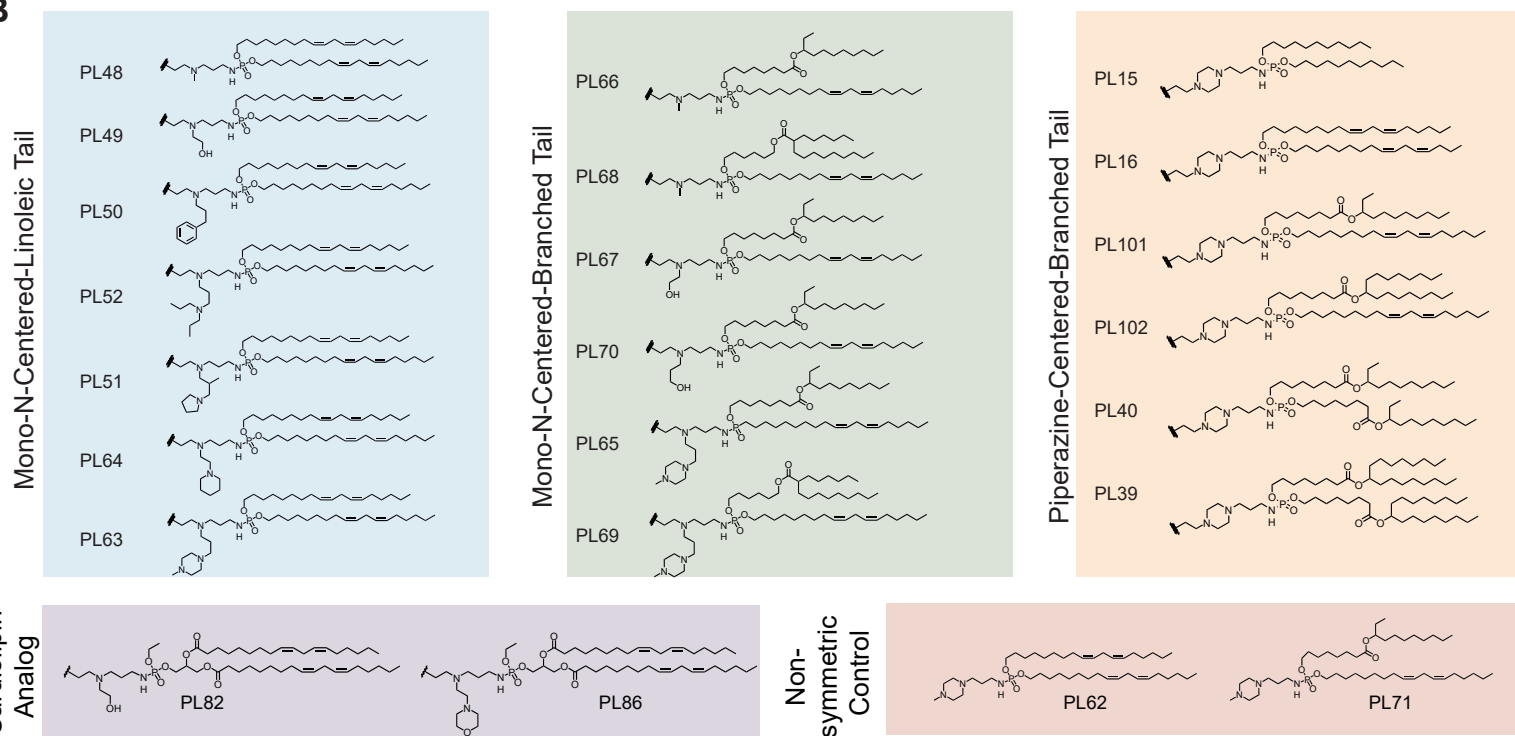 Mono-N-Centered-Linoleic Tail
PL48
PL49
PL50
PL52
PL51
PL64
PL63
Mono-N-Centered-Branched Tail
PL66
PL68
PL67
PL70
PL65
PL69
Piperazine-Centered-Branched Tail
PL15
PL16
PL101
PL102
PL40
PL39
Analog
PL82
PL86
Non-
symmetric
Control
PL62
PL71